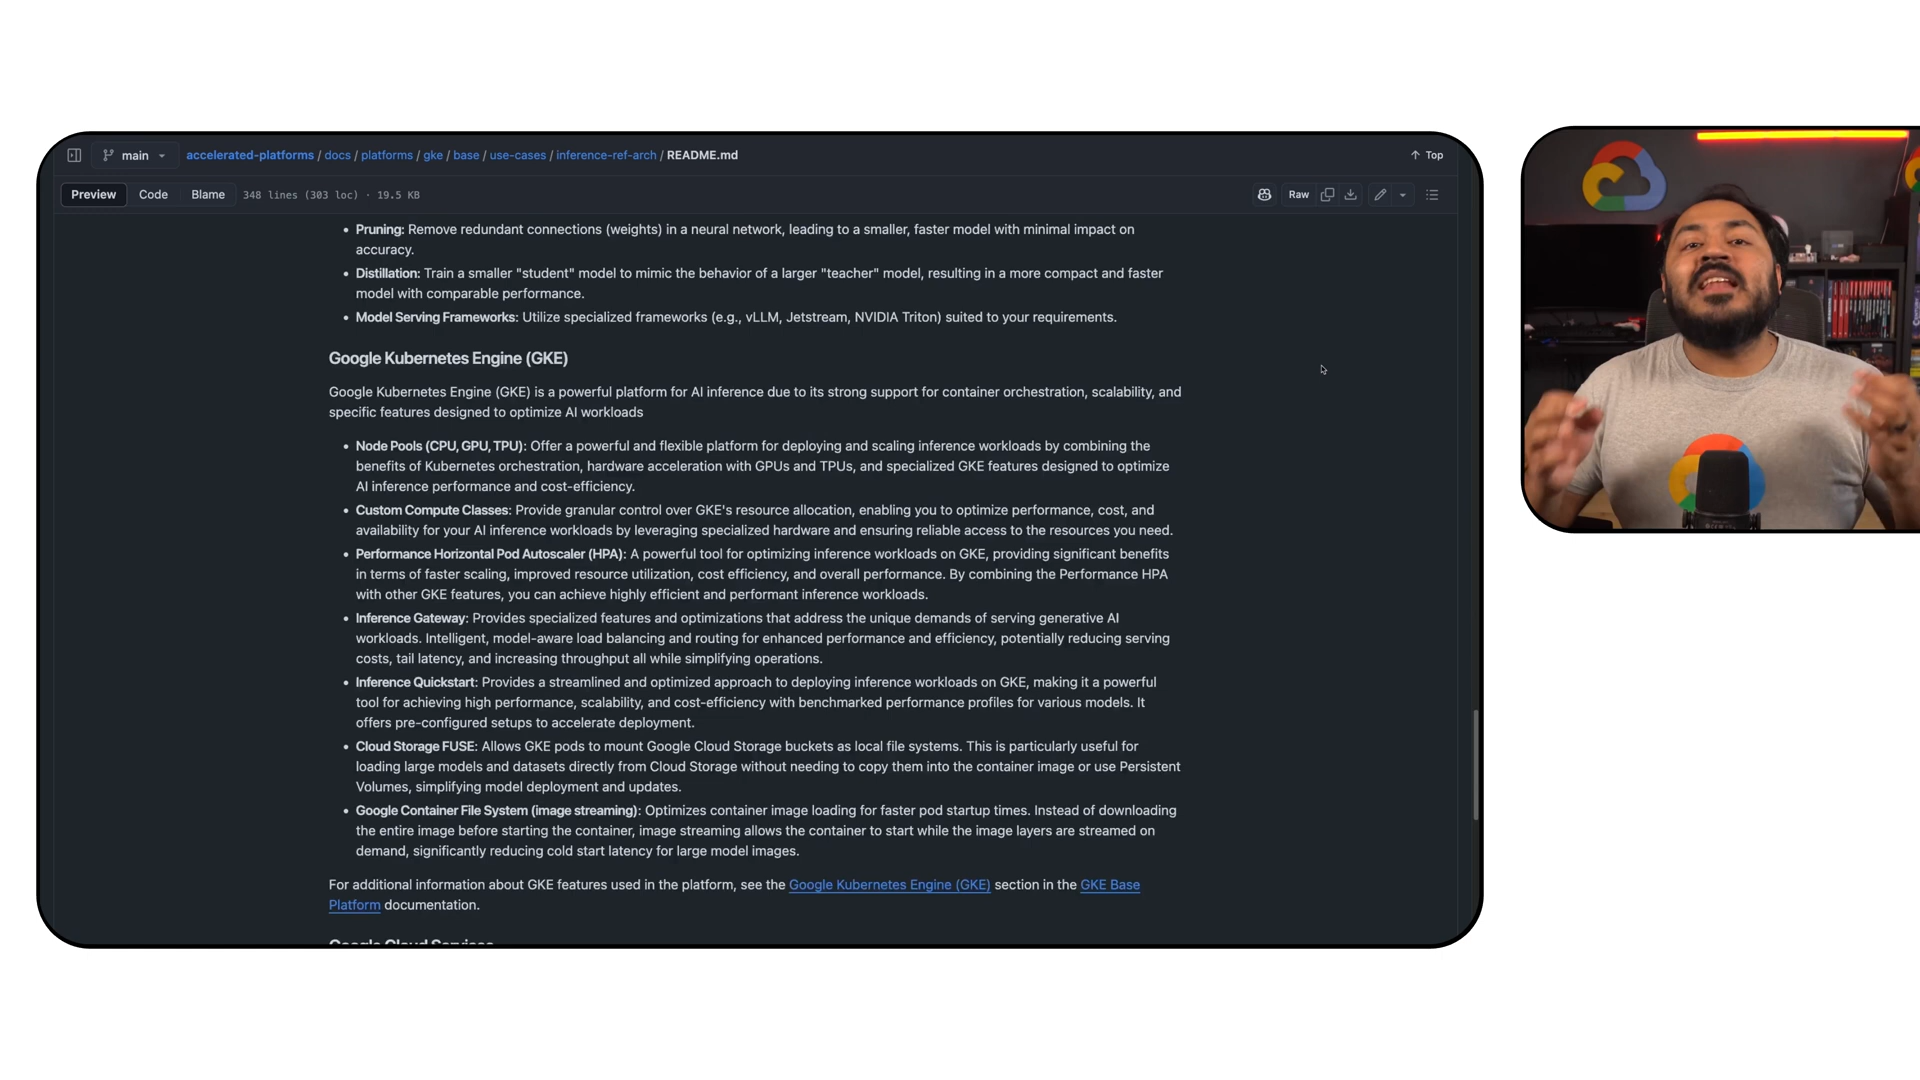 main
accelerated-platforms / docs / platforms / gke / base / use-cases / inference-ref-arch / README.md
Top
Preview Code Blame 348 lines (303 loc) · 19.5 KB
Raw
• Pruning: Remove redundant connections (weights) in a neural network, leading to a smaller, faster model with minimal impact on
accuracy.
• Distillation: Train a smaller "student" model to mimic the behavior of a larger "teacher" model, resulting in a more compact and faster
model with comparable performance.
• Model Serving Frameworks: Utilize specialized frameworks (e.g., vLLM, Jetstream, NVIDIA Triton) suited to your requirements.
Google Kubernetes Engine (GKE)
Google Kubernetes Engine (GKE) is a powerful platform for AI inference due to its strong support for container orchestration, scalability, and
specific features designed to optimize AI workloads
• Node Pools (CPU, GPU, TPU): Offer a powerful and flexible platform for deploying and scaling inference workloads by combining the
benefits of Kubernetes orchestration, hardware acceleration with GPUs and TPUs, and specialized GKE features designed to optimize
AI inference performance and cost-efficiency.
• Custom Compute Classes: Provide granular control over GKE's resource allocation, enabling you to optimize performance, cost, and
availability for your AI inference workloads by leveraging specialized hardware and ensuring reliable access to the resources you need.
• Performance Horizontal Pod Autoscaler (HPA): A powerful tool for optimizing inference workloads on GKE, providing significant benefits
in terms of faster scaling, improved resource utilization, cost efficiency, and overall performance. By combining the Performance HPA
with other GKE features, you can achieve highly efficient and performant inference workloads.
• Inference Gateway: Provides specialized features and optimizations that address the unique demands of serving generative AI
workloads. Intelligent, model-aware load balancing and routing for enhanced performance and efficiency, potentially reducing serving
costs, tail latency, and increasing throughput all while simplifying operations.
• Inference Quickstart: Provides a streamlined and optimized approach to deploying inference workloads on GKE, making it a powerful
tool for achieving high performance, scalability, and cost-efficiency with benchmarked performance profiles for various models. It
offers pre-configured setups to accelerate deployment.
• Cloud Storage FUSE: Allows GKE pods to mount Google Cloud Storage buckets as local file systems. This is particularly useful for
loading large models and datasets directly from Cloud Storage without needing to copy them into the container image or use Persistent
Volumes, simplifying model deployment and updates.
• Google Container File System (image streaming): Optimizes container image loading for faster pod startup times. Instead of downloading
the entire image before starting the container, image streaming allows the container to start while the image layers are streamed on
demand, significantly reducing cold start latency for large model images.
For additional information about GKE features used in the platform, see the Google Kubernetes Engine (GKE) section in the GKE Base
Platform documentation.
Google Cloud Services